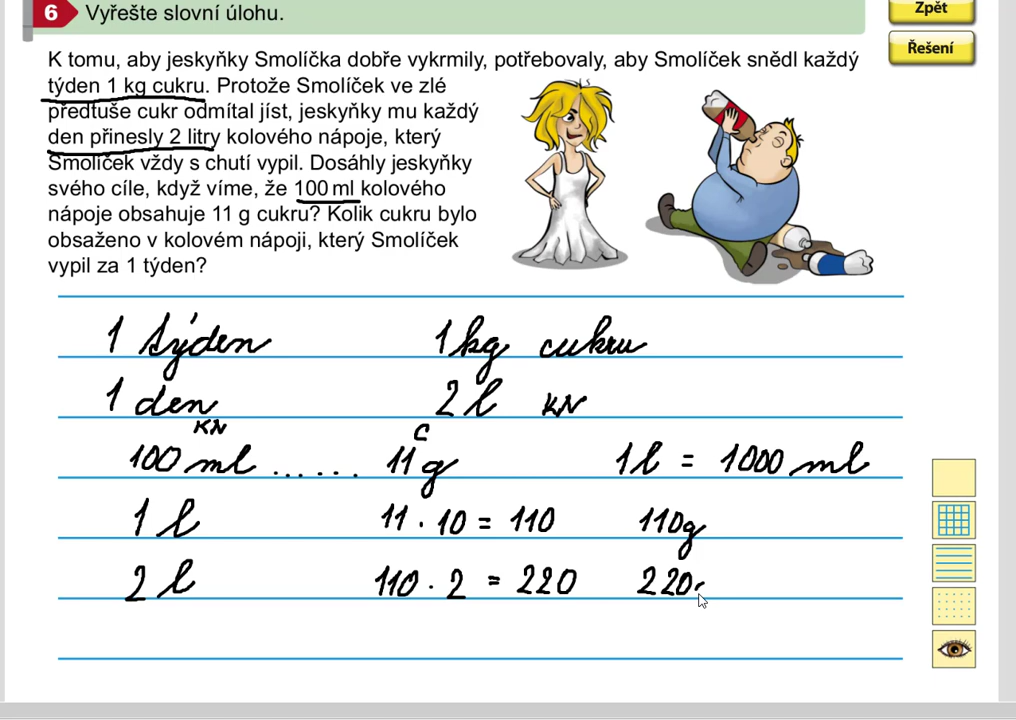 6 Vyřešte slovní úlohu.
Zpět
Řešení
K tomu, aby jeskyňky Smolíčka dobře vykrmily, potřebovaly, aby Smolíček snědl každý
týden 1 kg cukru. Protože Smolíček ve zlé
předtuše cukr odmítal jíst, jeskyňky mu každý
den přinesly 2 litry kolového nápoje, který
Smolíček vždy s chutí vypil. Dosáhly jeskyňky
svého cíle, když víme, že 100 ml kolového
nápoje obsahuje 11 g cukru? Kolik cukru bylo
obsaženo v kolovém nápoji, který Smolíček
vypil za 1 týden?
1 týden 1 kg cukru
1 den 2 l KN
KN C
100 ml ...... 11 g 1 l = 1000 ml
1 l 11 · 10 = 110 110g
2 l 110 · 2 = 220 220